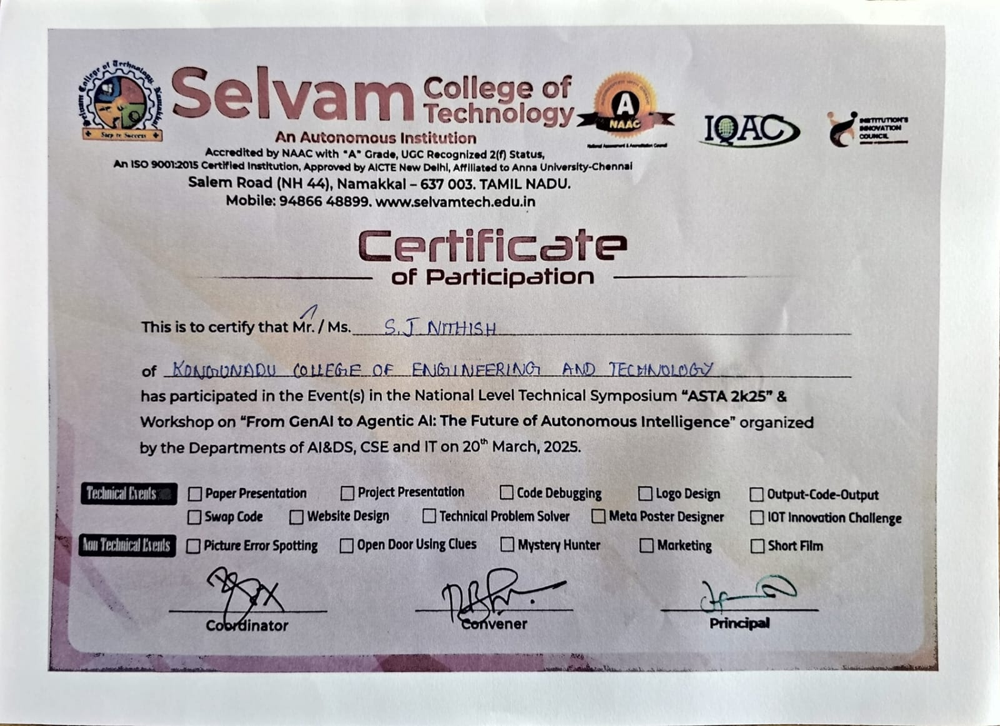 Selvam College of Technology Namakkal
Step to Success
Selvam College of Technology
An Autonomous Institution
Accredited by NAAC with "A" Grade, UGC Recognized 2(f) Status,
An ISO 9001:2015 Certified Institution, Approved by AICTE New Delhi, Affiliated to Anna University-Chennai
Salem Road (NH 44), Namakkal – 637 003. TAMIL NADU.
Mobile: 94866 48899. www.selvamtech.edu.in
ACCREDITED WITH GRADE
A
NAAC
National Assessment & Accreditation Council
IQAC
INSTITUTION'S
INNOVATION
COUNCIL
Certificate
of Participation
This is to certify that Mr. / Ms. S.J NITHISH
of KONGUNADU COLLEGE OF ENGINEERING AND TECHNOLOGY
has participated in the Event(s) in the National Level Technical Symposium “ASTA 2k25” &
Workshop on “From GenAI to Agentic AI: The Future of Autonomous Intelligence” organized
by the Departments of AI&DS, CSE and IT on 20th March, 2025.
Technical Events Paper Presentation Project Presentation Code Debugging Logo Design Output-Code-Output
Swap Code Website Design Technical Problem Solver Meta Poster Designer IOT Innovation Challenge
Non Technical Events Picture Error Spotting Open Door Using Clues Mystery Hunter Marketing Short Film
Coordinator Convener Principal